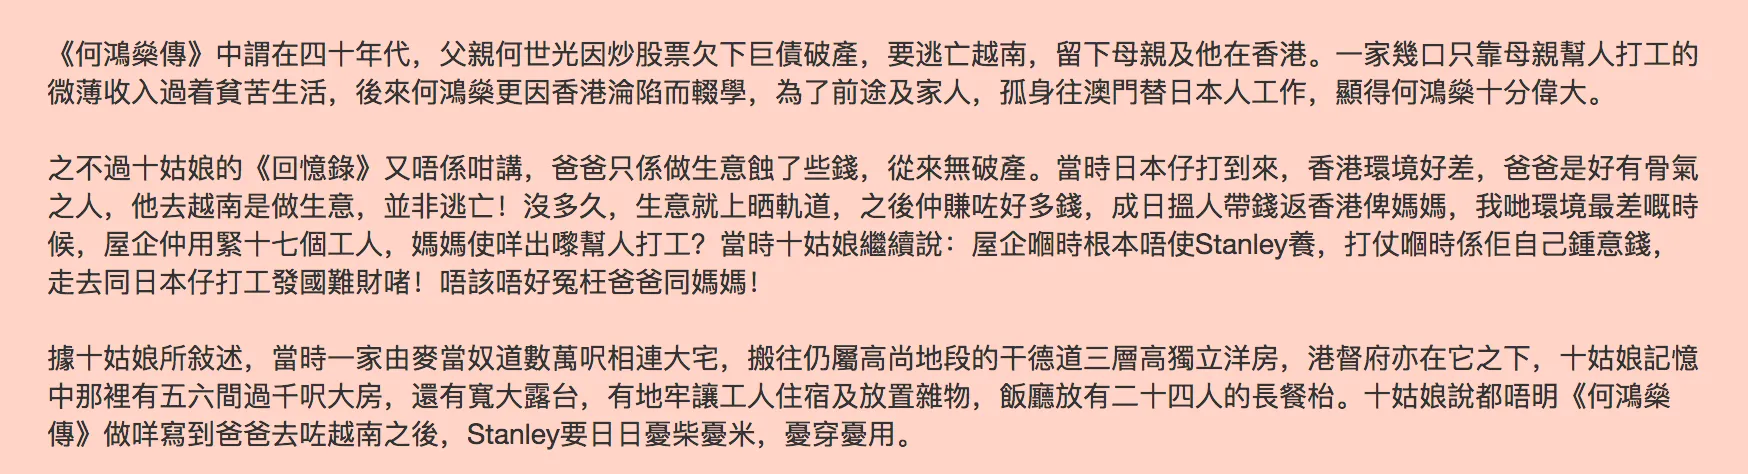 《何鴻燊傳》中謂在四十年代，父親何世光因炒股票欠下巨債破產，要逃亡越南，留下母親及他在香港。一家幾口只靠母親幫人打工的
微薄收入過着貧苦生活，後來何鴻燊更因香港淪陷而輟學，為了前途及家人，孤身往澳門替日本人工作，顯得何鴻燊十分偉大。
之不過十姑娘的《回憶錄》又唔係咁講，爸爸只係做生意蝕了些錢，從來無破產。當時日本仔打到來，香港環境好差，爸爸是好有骨氣
之人，他去越南是做生意，並非逃亡！沒多久，生意就上晒軌道，之後仲賺咗好多錢，成日搵人帶錢返香港俾媽媽，我哋環境最差嘅時
候，屋企仲用緊十七個工人，媽媽使咩出嚟幫人打工？當時十姑娘繼續說：屋企嗰時根本唔使Stanley養，打仗嗰時係佢自己鍾意錢，
走去同日本仔打工發國難財啫！唔該唔好冤枉爸爸同媽媽！
據十姑娘所敍述，當時一家由麥當奴道數萬呎相連大宅，搬往仍屬高尚地段的干德道三層高獨立洋房，港督府亦在它之下，十姑娘記憶
中那裡有五六間過千呎大房，還有寬大露台，有地牢讓工人住宿及放置雜物，飯廳放有二十四人的長餐枱。十姑娘說都唔明《何鴻燊
傳》做咩寫到爸爸去咗越南之後，Stanley要日日憂柴憂米，憂穿憂用。